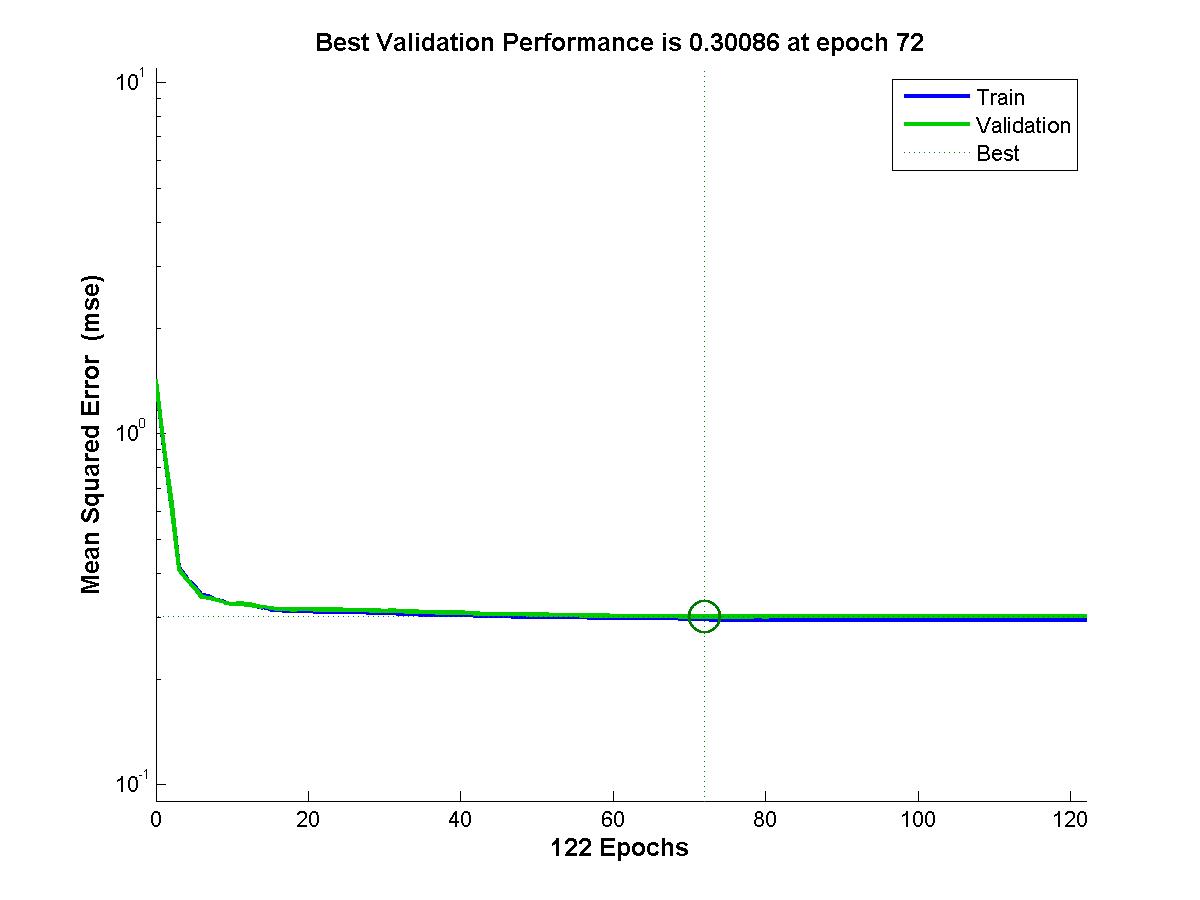 Best Validation Performance is 0.30086 at epoch 72
Train
Validation
Best
Mean Squared Error (mse)
10^1
10^0
10^-1
0 20 40 60 80 100 120
122 Epochs